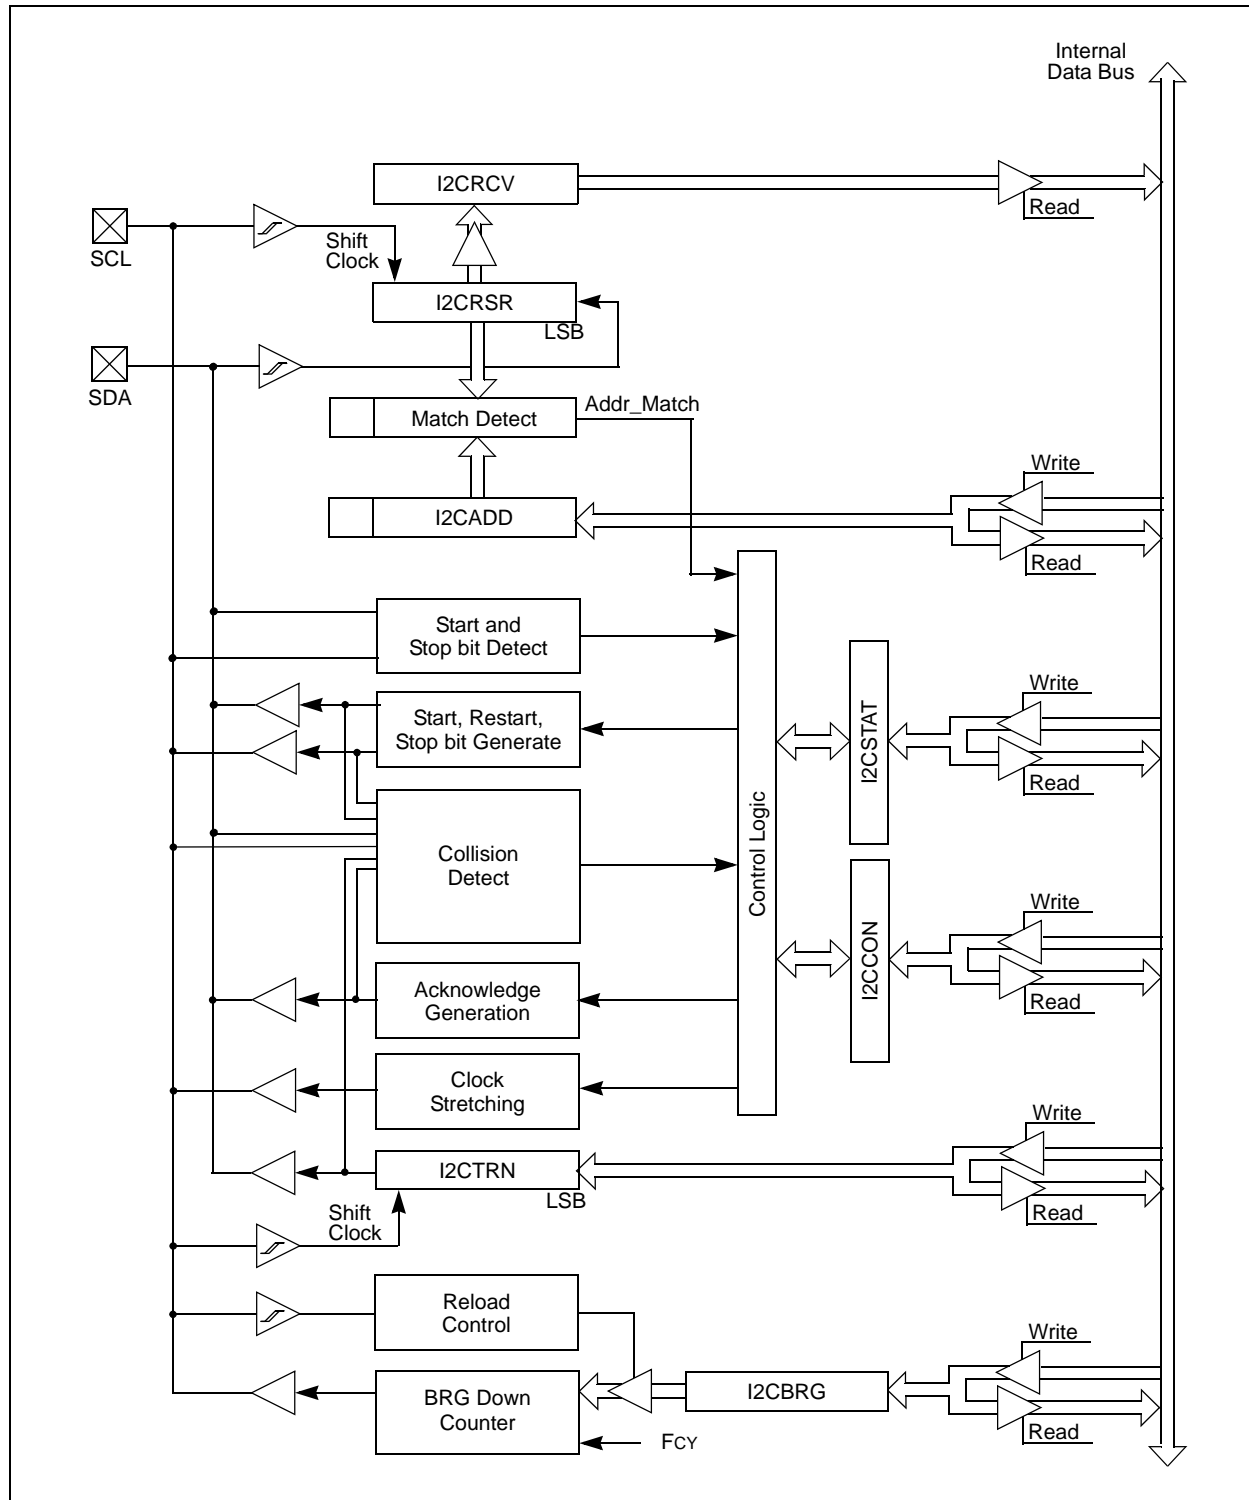 Internal
Data Bus
I2CRCV
Read
SCL
Shift
Clock
I2CRSR
LSB
SDA
Match Detect
Addr_Match
Write
I2CADD
Read
Start and
Stop bit Detect
Write
Start, Restart,
Stop bit Generate
I2CSTAT
Read
Control Logic
Collision
Detect
Write
I2CCON
Read
Acknowledge
Generation
Clock
Stretching
Write
I2CTRN
LSB
Read
Shift
Clock
Reload
Control
Write
I2CBRG
BRG Down
Counter
Read
FCY